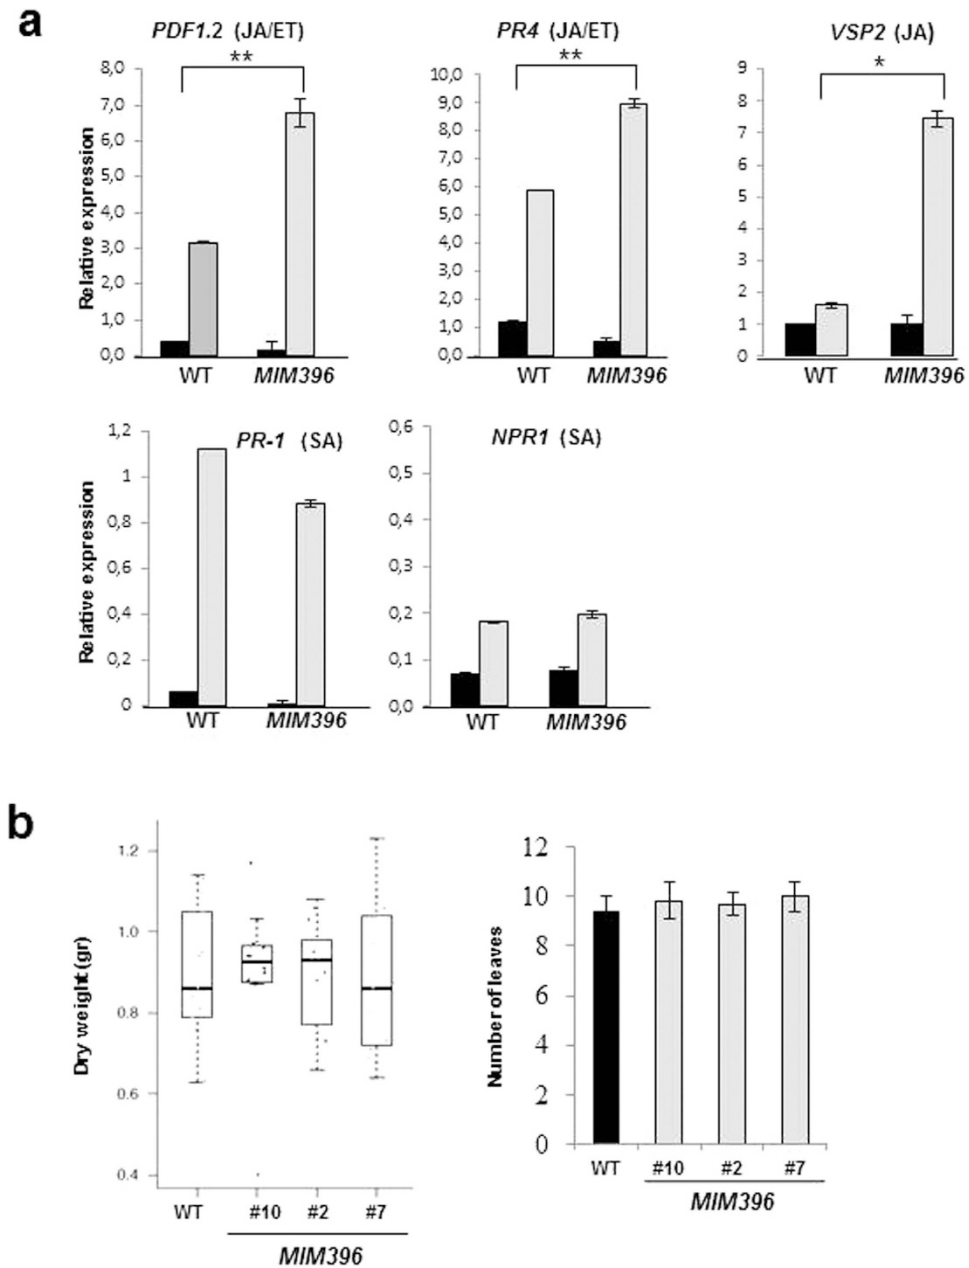 a
PDF1.2 (JA/ET)
**
Relative expression
8,0
7,0
6,0
5,0
4,0
3,0
2,0
1,0
0,0
WT MIM396
PR4 (JA/ET)
**
10,0
9,0
8,0
7,0
6,0
5,0
4,0
3,0
2,0
1,0
0,0
WT MIM396
VSP2 (JA)
*
9
8
7
6
5
4
3
2
1
0
WT MIM396
PR-1 (SA)
Relative expression
1,2
1
0,8
0,6
0,4
0,2
0
WT MIM396
NPR1 (SA)
0,6
0,5
0,4
0,3
0,2
0,1
0,0
WT MIM396
b
Dry weight (gr)
1.2
1.0
0.8
0.6
0.4
WT #10 #2 #7
MIM396
Number of leaves
12
10
8
6
4
2
0
WT #10 #2 #7
MIM396